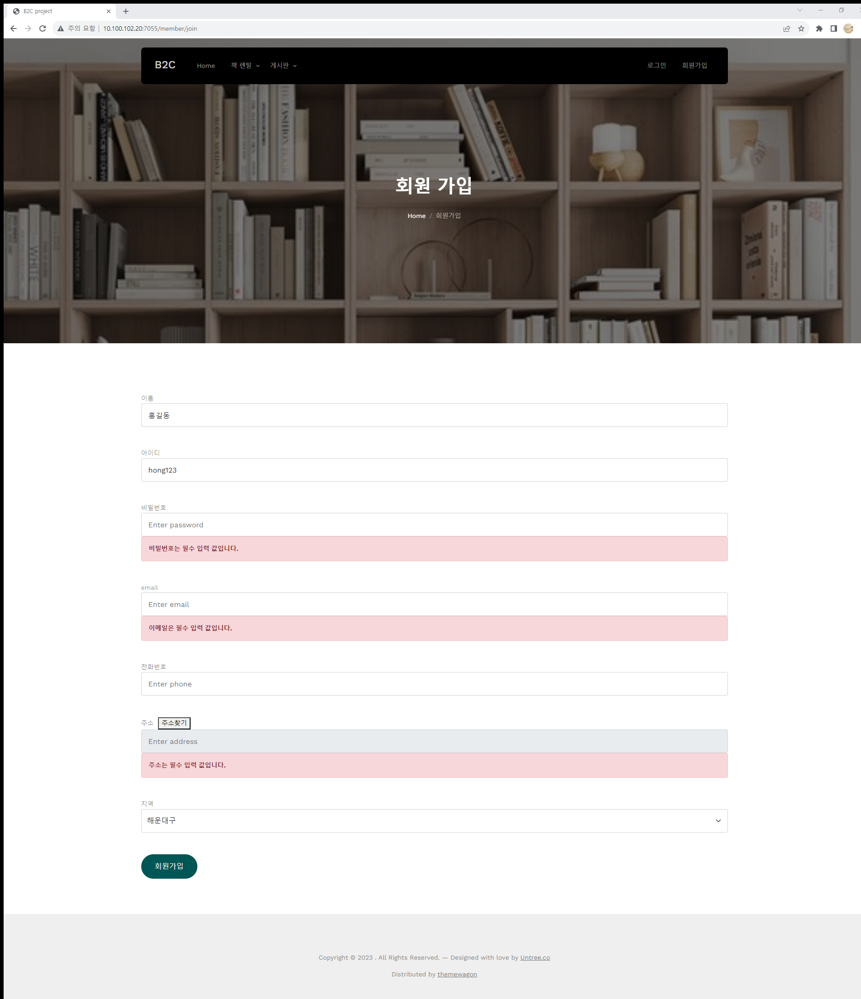 B2C project
주의 요함 10.100.102.20:7055/member/join
B2C Home 책 렌탈 게시판 로그인 회원가입
FASHION
회원 가입
Home / 회원가입
WHITE
이름
홍길동
아이디
hong123
비밀번호
Enter password
비밀번호는 필수 입력 값입니다.
email
Enter email
이메일은 필수 입력 값입니다.
전화번호
Enter phone
주소 주소찾기
Enter address
주소는 필수 입력 값입니다.
지역
해운대구
회원가입
Copyright © 2023 . All Rights Reserved. — Designed with love by Untree.co
Distributed by themewagon